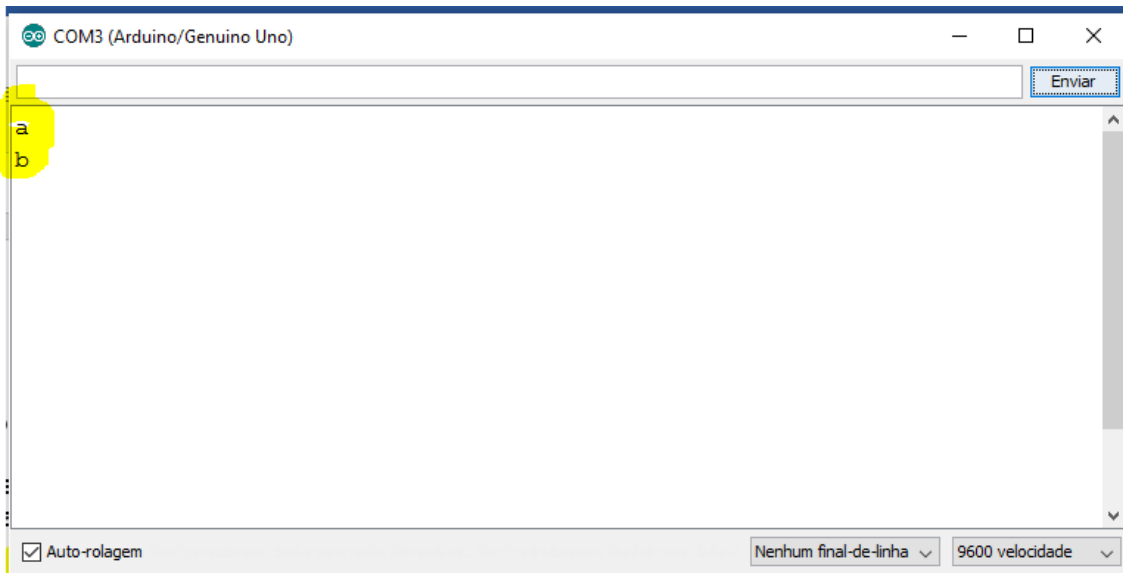 COM3 (Arduino/Genuino Uno)
Enviar
a
b
Auto-rolagem
Nenhum final-de-linha
9600 velocidade